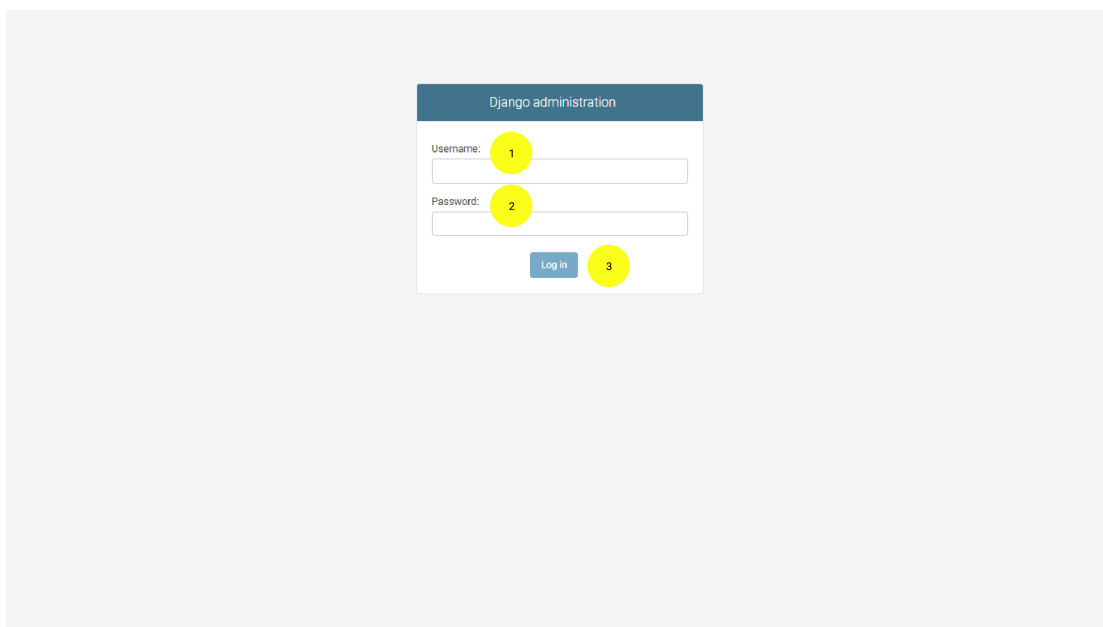 Django administration
Username:
1
Password:
2
Log in
3